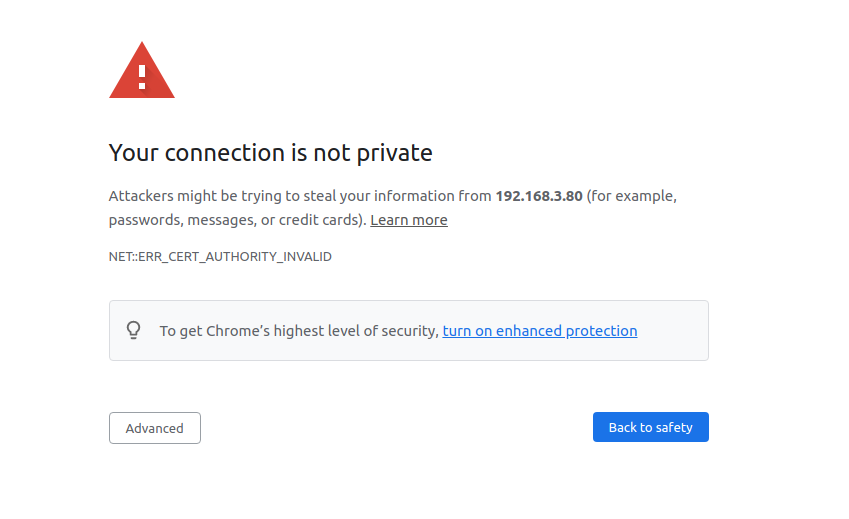 Your connection is not private
Attackers might be trying to steal your information from 192.168.3.80 (for example,
passwords, messages, or credit cards). Learn more
NET::ERR_CERT_AUTHORITY_INVALID
To get Chrome’s highest level of security, turn on enhanced protection
Advanced
Back to safety